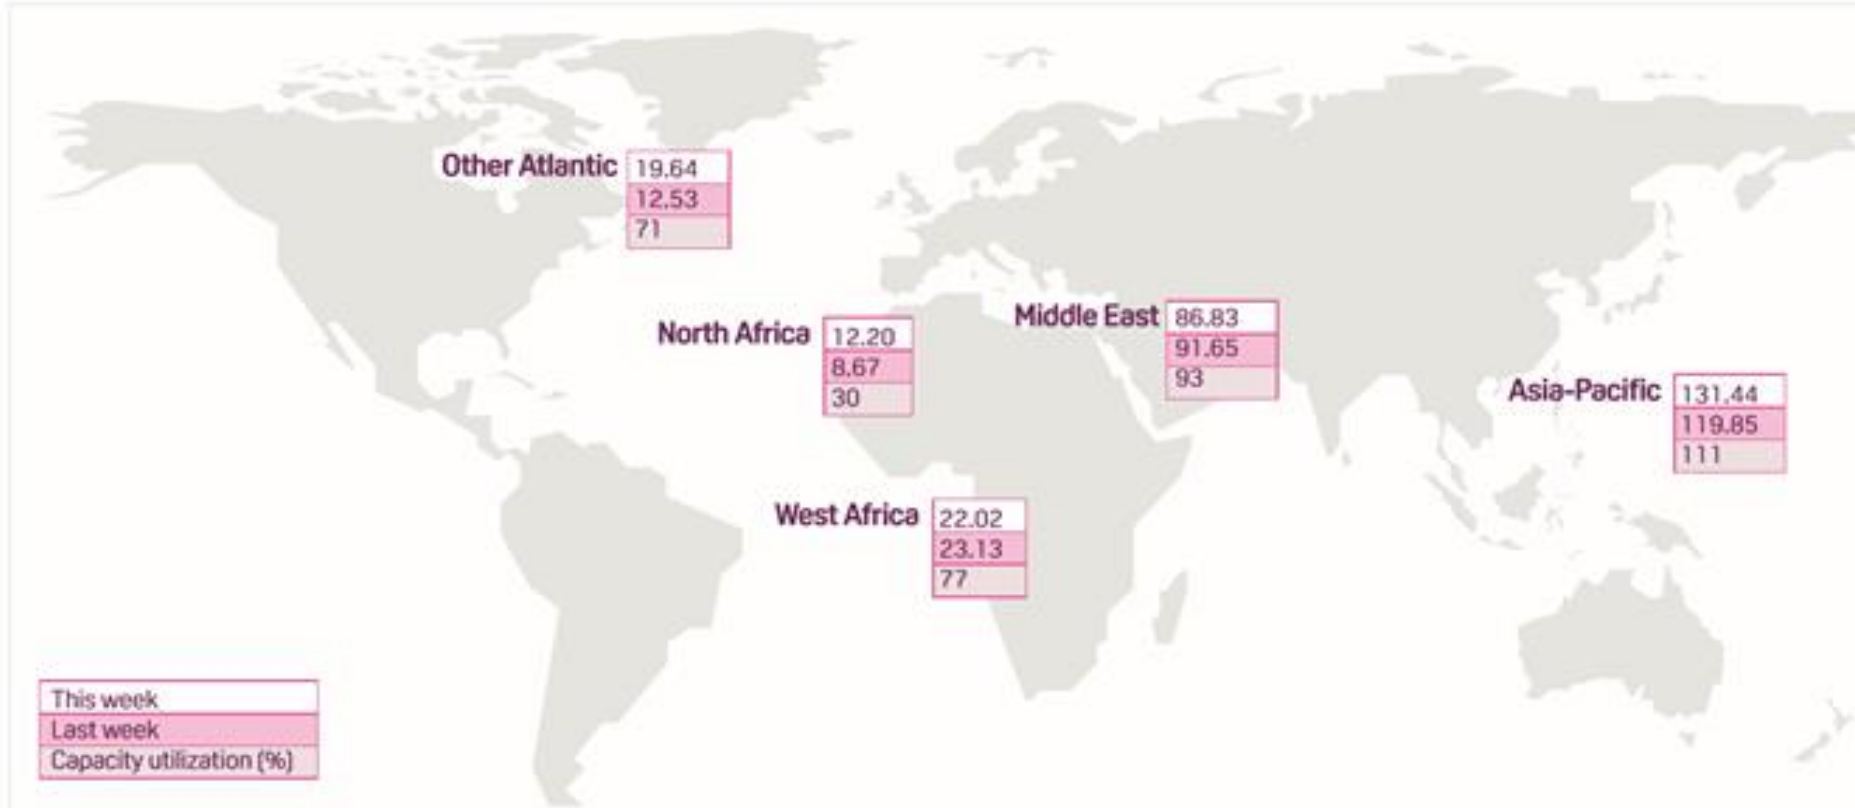 Other Atlantic 19.64
12.53
71
North Africa 12.20
8.67
30
Middle East 86.83
91.65
93
Asia-Pacific 131.44
119.85
111
West Africa 22.02
23.13
77
This week
Last week
Capacity utilization (%)